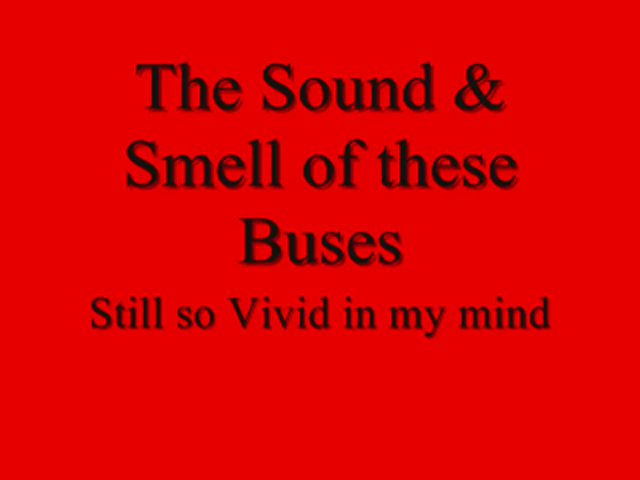 The Sound &
Smell of these
Buses
Still so Vivid in my mind